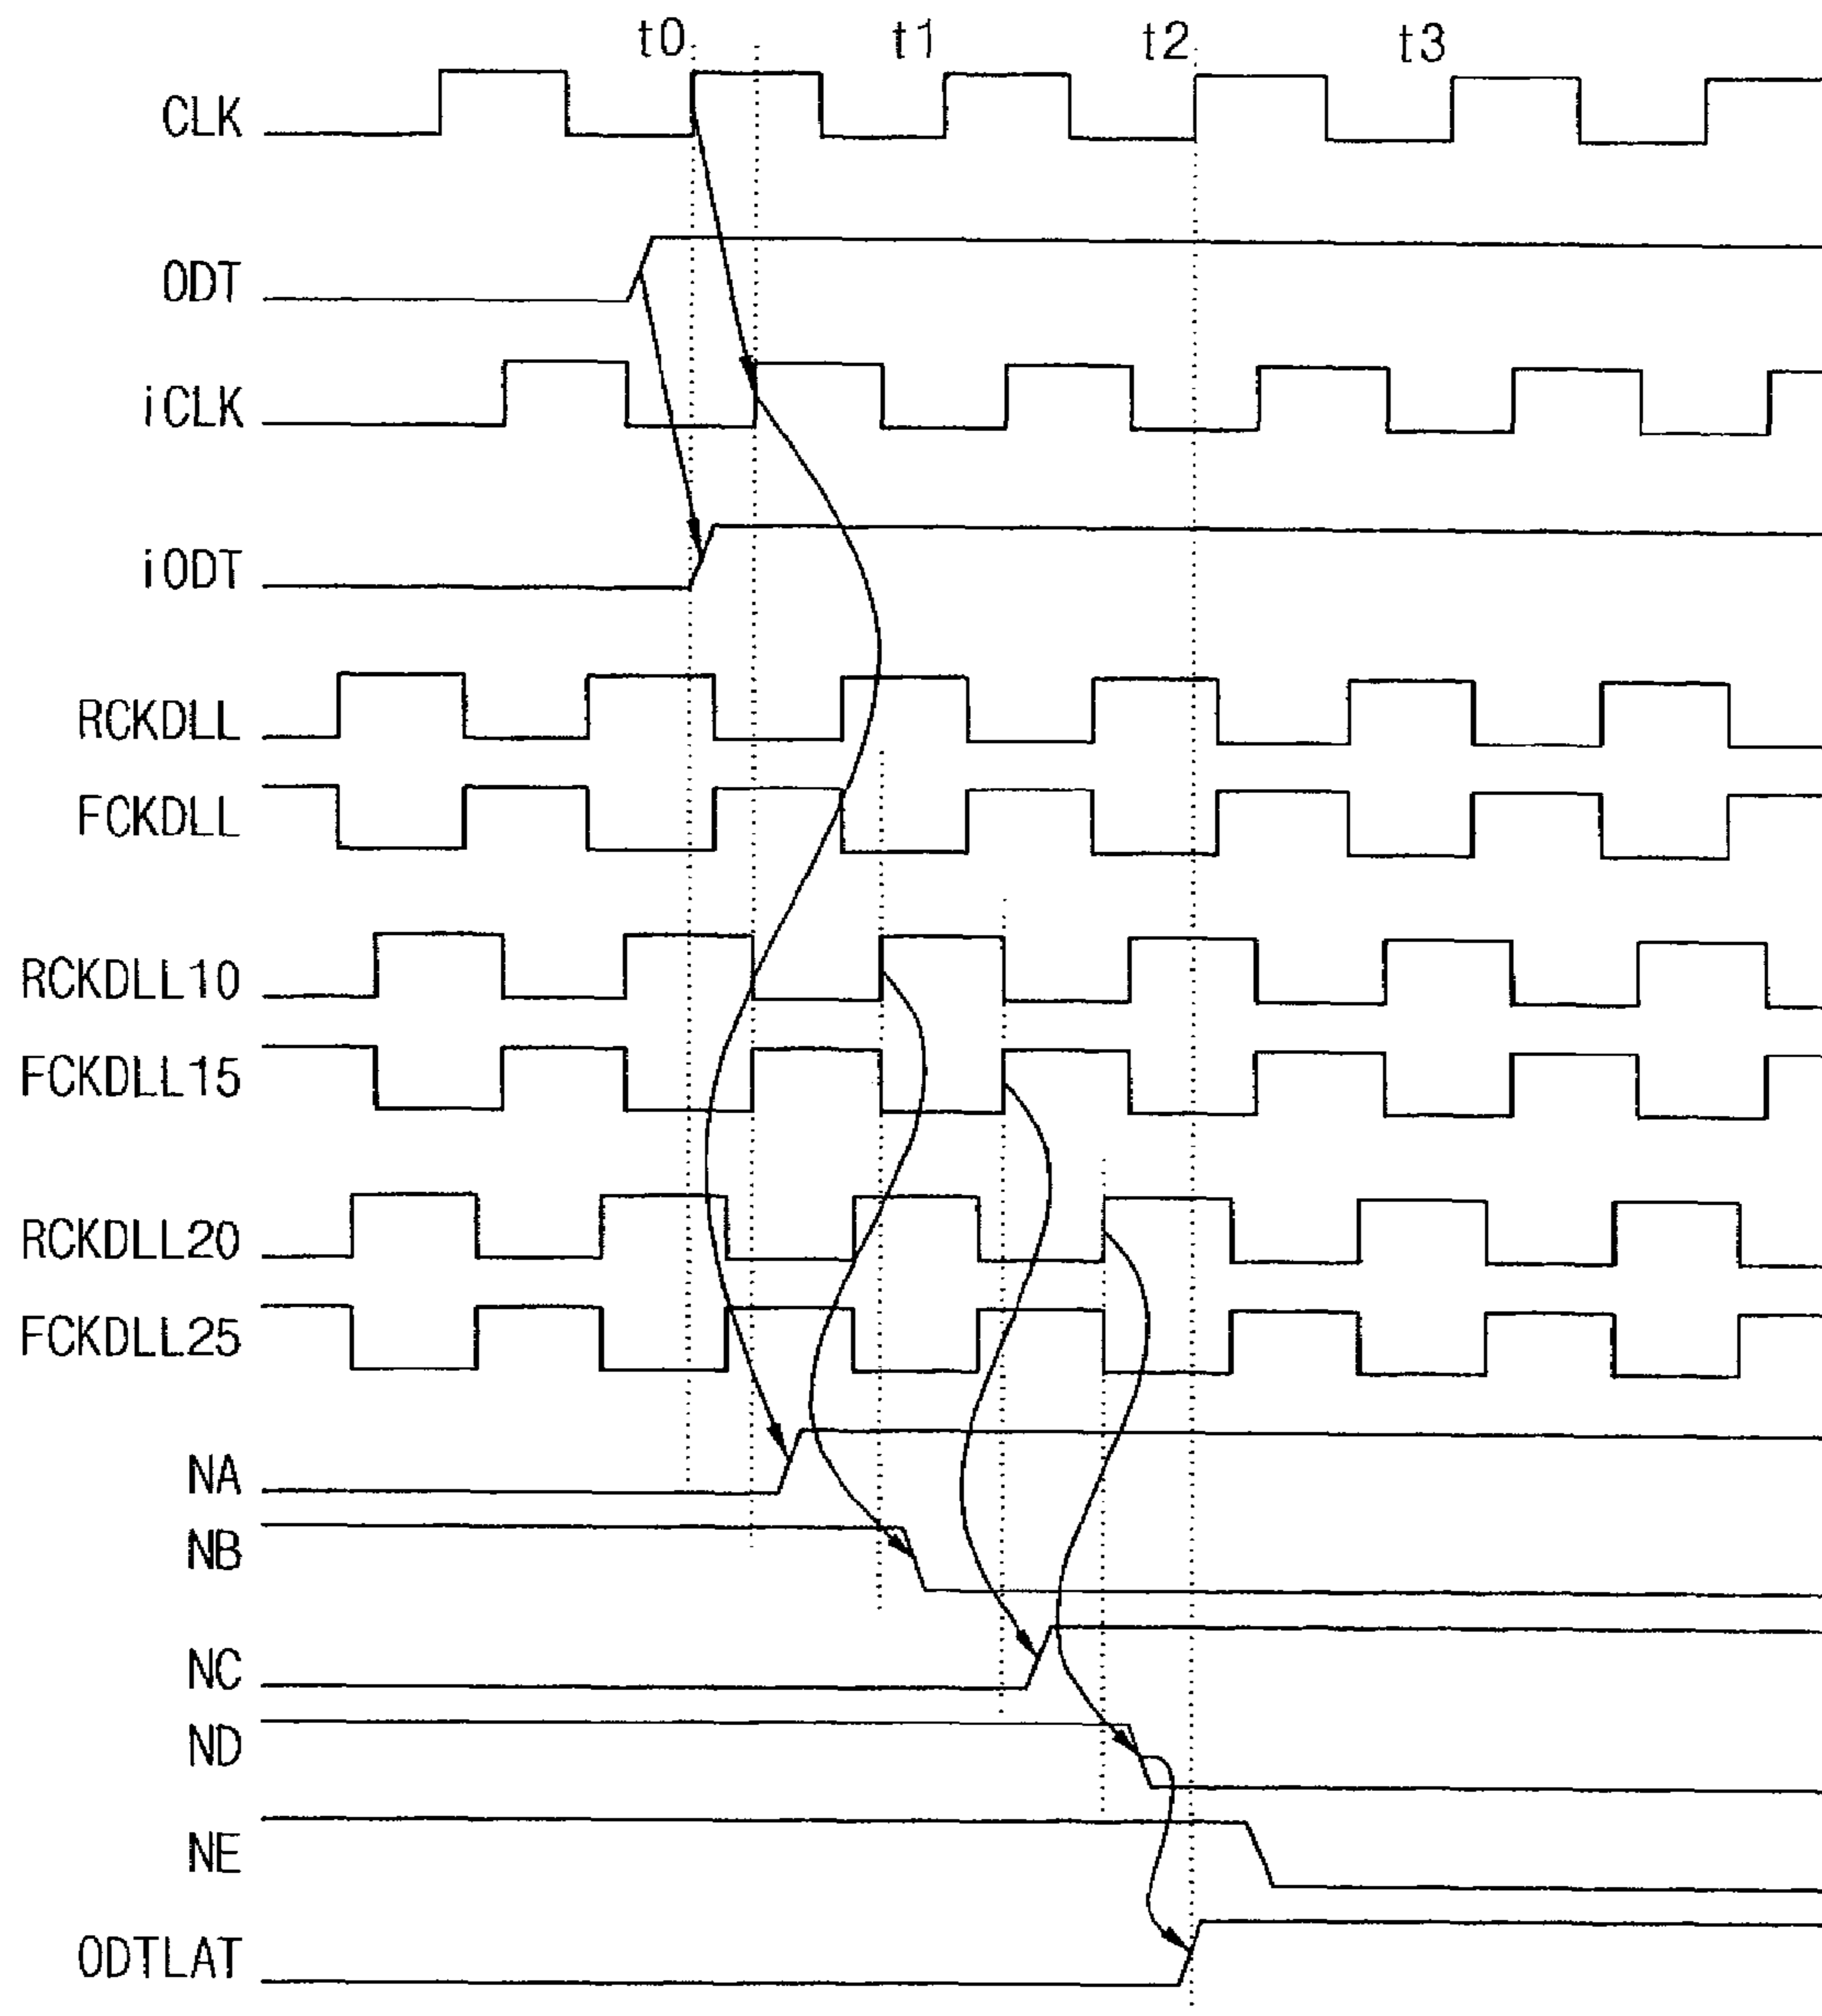 t0 t1 t2 t3
CLK
ODT
iCLK
iODT
RCKDLL
FCKDLL
RCKDLL10
FCKDLL15
RCKDLL20
FCKDLL25
NA
NB
NC
ND
NE
ODTLAT